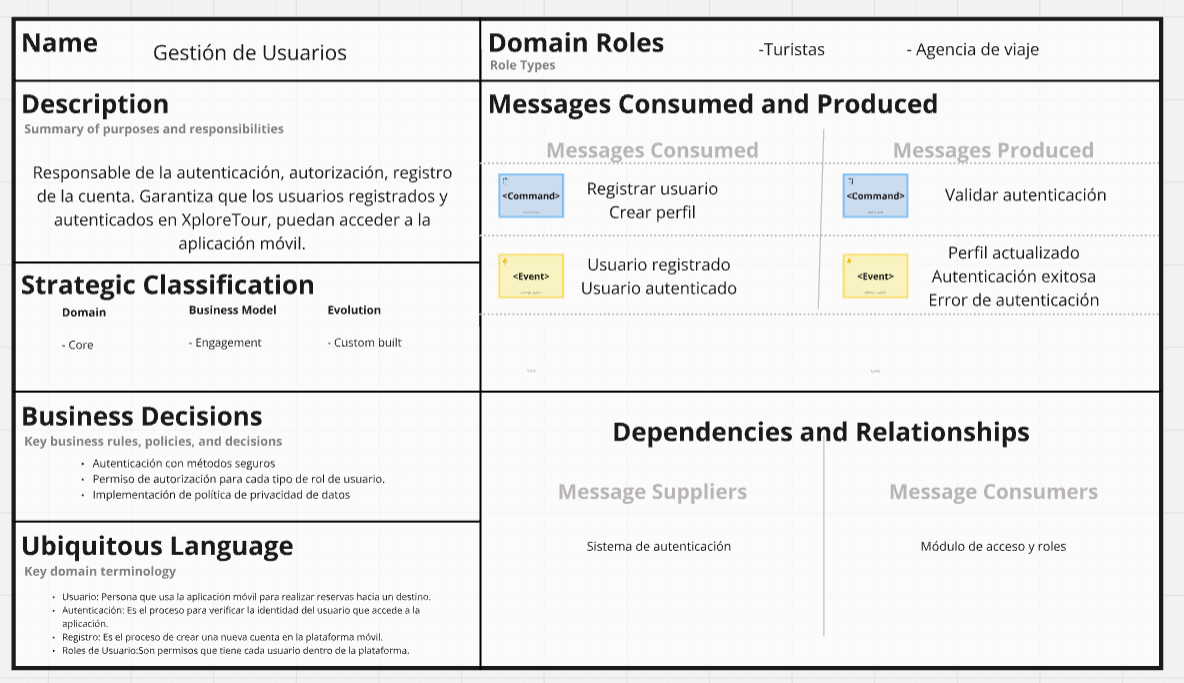 Name
Gestión de Usuarios
Domain Roles
Role Types
-Turistas
- Agencia de viaje
Description
Summary of purposes and responsibilities
Responsable de la autenticación, autorización, registro
de la cuenta. Garantiza que los usuarios registrados y
autenticados en XploreTour, puedan acceder a la
aplicación móvil.
Strategic Classification
Domain
Business Model
Evolution
- Core
- Engagement
- Custom built
Business Decisions
Key business rules, policies, and decisions
• Autenticación con métodos seguros
• Permiso de autorización para cada tipo de rol de usuario.
• Implementación de política de privacidad de datos
Ubiquitous Language
Key domain terminology
• Usuario: Persona que usa la aplicación móvil para realizar reservas hacia un destino.
• Autenticación: Es el proceso para verificar la identidad del usuario que accede a la
aplicación.
• Registro: Es el proceso de crear una nueva cuenta en la plataforma móvil.
• Roles de Usuario:Son permisos que tiene cada usuario dentro de la plataforma.
Messages Consumed and Produced
Messages Consumed
Messages Produced
<Command>
Registrar usuario
Crear perfil
<Command>
Validar autenticación
<Event>
Usuario registrado
Usuario autenticado
<Event>
Perfil actualizado
Autenticación exitosa
Error de autenticación
Dependencies and Relationships
Message Suppliers
Message Consumers
Sistema de autenticación
Módulo de acceso y roles